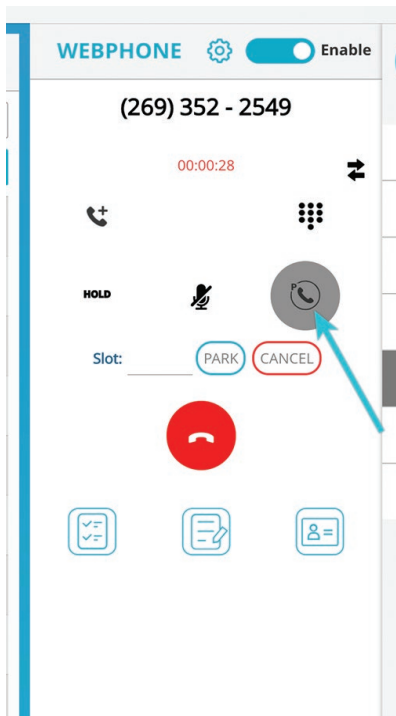 WEBPHONE Enable
(269) 352 - 2549
00:00:28
HOLD P
Slot: PARK CANCEL